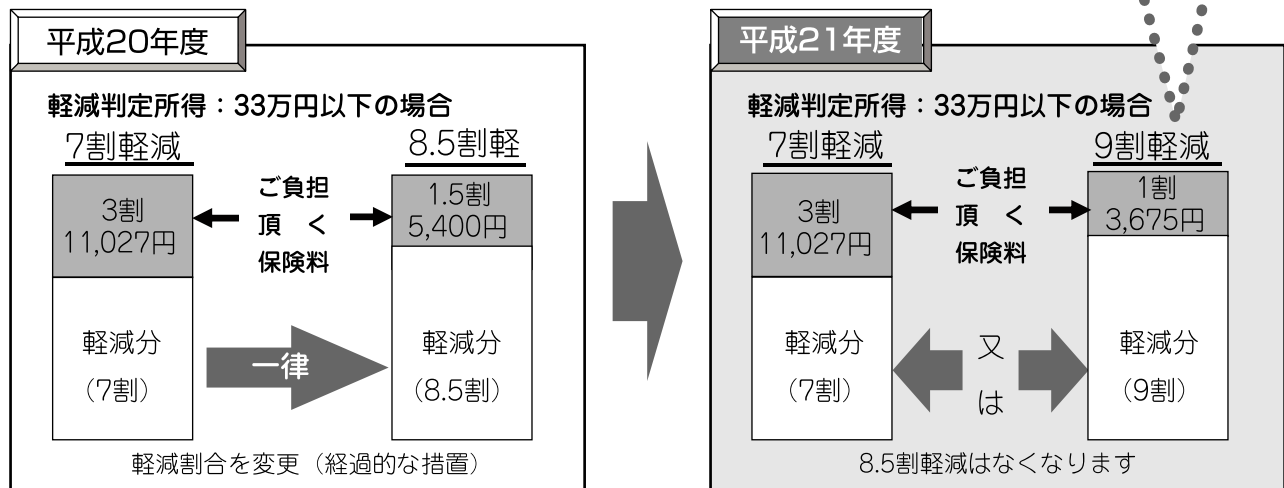 平成20年度
軽減判定所得：33万円以下の場合
7割軽減
8.5割軽
3割
11,027円
ご負担
頂く
保険料
1.5割
5,400円
軽減分
(7割)
一律
軽減分
(8.5割)
軽減割合を変更（経過的な措置）
平成21年度
軽減判定所得：33万円以下の場合
7割軽減
9割軽減
3割
11,027円
ご負担
頂く
保険料
1割
3,675円
軽減分
(7割)
又
は
軽減分
(9割)
8.5割軽減はなくなります